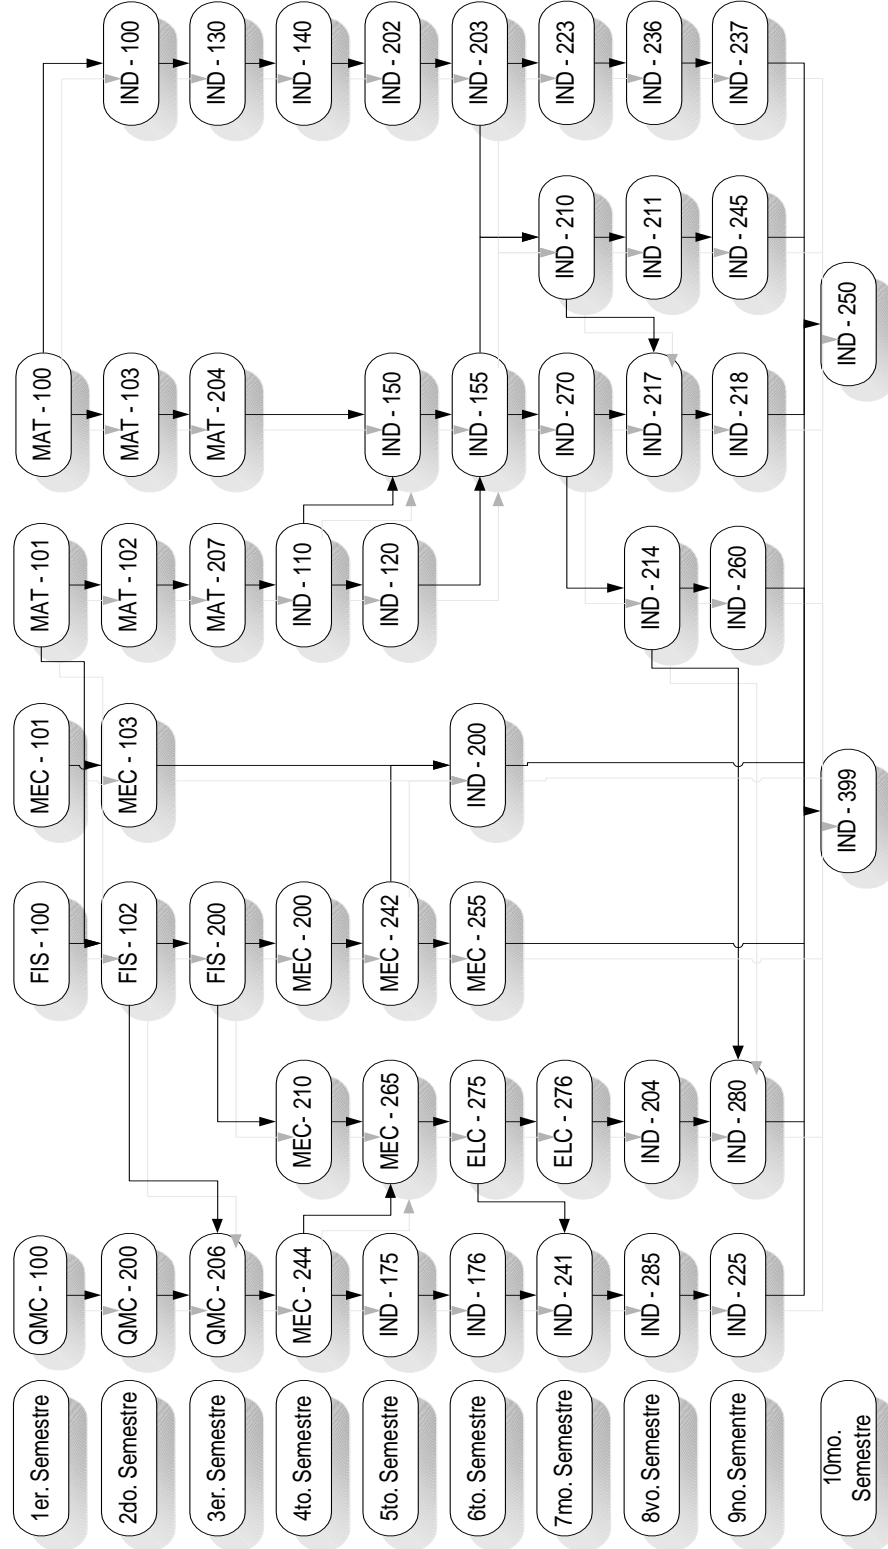 1er. Semestre
QMC - 100
FIS - 100
MEC - 101
MAT - 101
MAT - 100
2do. Semestre
QMC - 200
FIS - 102
MEC - 103
MAT - 102
MAT - 103
IND - 100
3er. Semestre
QMC - 206
FIS - 200
MAT - 207
MAT - 204
IND - 130
4to. Semestre
MEC - 244
MEC - 210
MEC - 200
IND - 110
IND - 140
5to. Semestre
IND - 175
MEC - 265
MEC - 242
IND - 120
IND - 150
IND - 202
6to. Semestre
IND - 176
ELC - 275
MEC - 255
IND - 200
IND - 155
IND - 203
7mo. Semestre
IND - 241
ELC - 276
IND - 270
IND - 210
IND - 223
8vo. Semestre
IND - 285
IND - 204
IND - 214
IND - 217
IND - 211
IND - 236
9no. Sementre
IND - 225
IND - 280
IND - 260
IND - 218
IND - 245
IND - 237
10mo.
Semestre
IND - 399
IND - 250